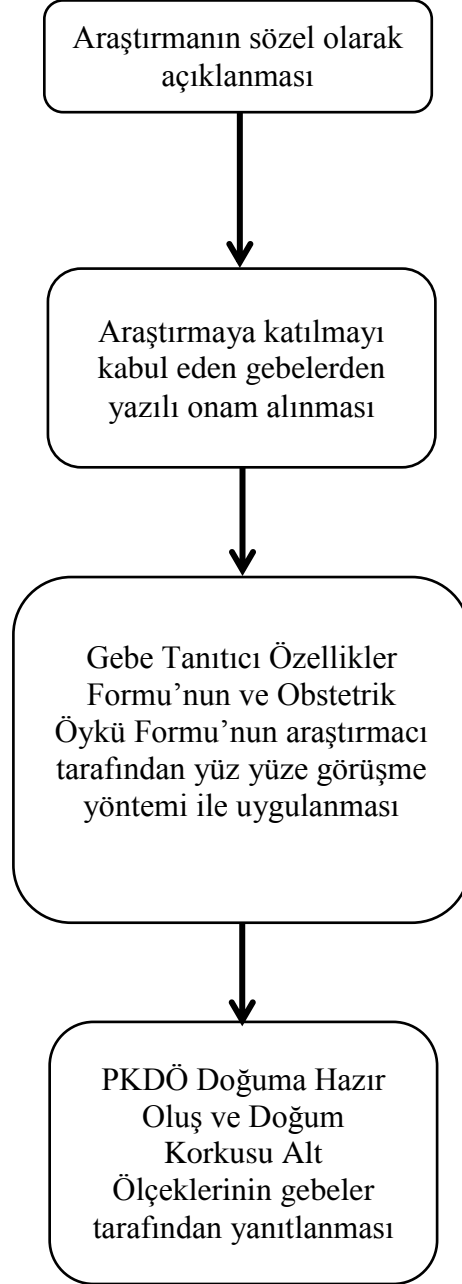 Araştırmanın sözel olarak
açıklanması
Araştırmaya katılmayı
kabul eden gebelerden
yazılı onam alınması
Gebe Tanıtıcı Özellikler
Formu’nun ve Obstetrik
Öykü Formu’nun araştırmacı
tarafından yüz yüze görüşme
yöntemi ile uygulanması
PKDÖ Doğuma Hazır
Oluş ve Doğum
Korkusu Alt
Ölçeklerinin gebeler
tarafından yanıtlanması